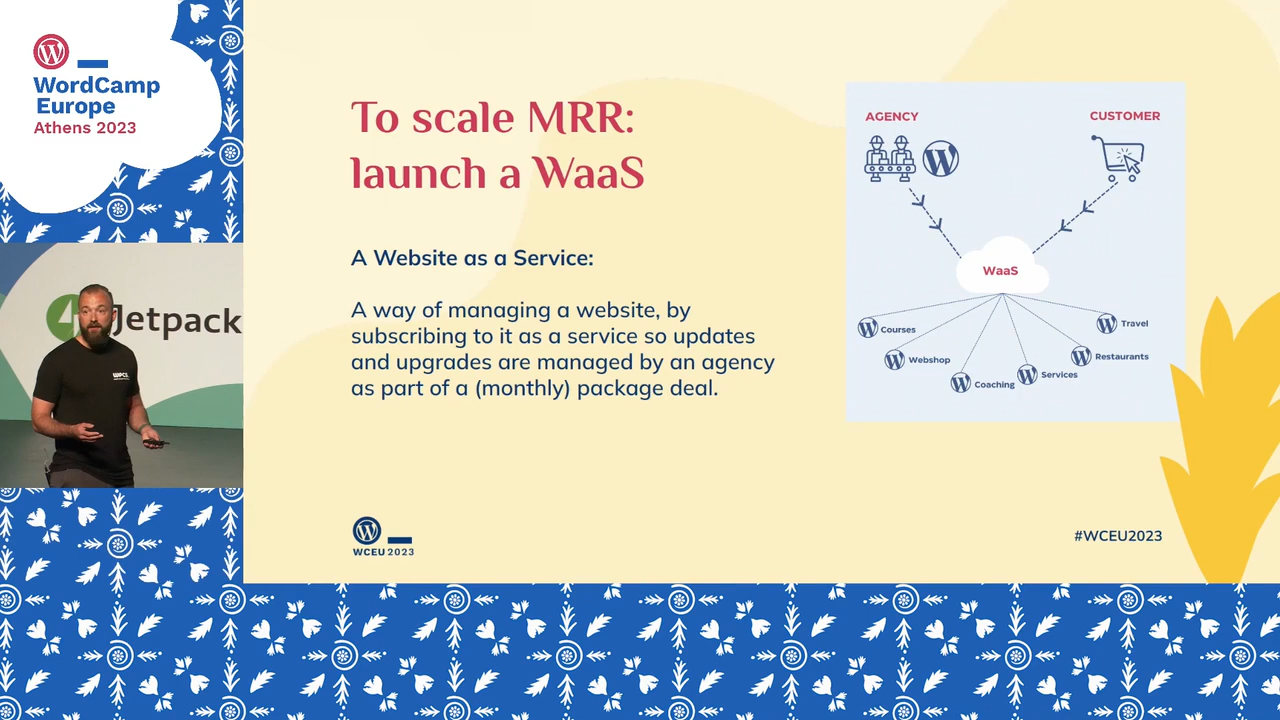 WordCamp
Europe
Athens 2023
Jetpack
WPCS
To scale MRR:
launch a WaaS
A Website as a Service:
A way of managing a website, by
subscribing to it as a service so updates
and upgrades are managed by an agency
as part of a (monthly) package deal.
AGENCY
CUSTOMER
WaaS
Courses
Travel
Webshop
Restaurants
Coaching
Services
WCEU 2023
#WCEU2023